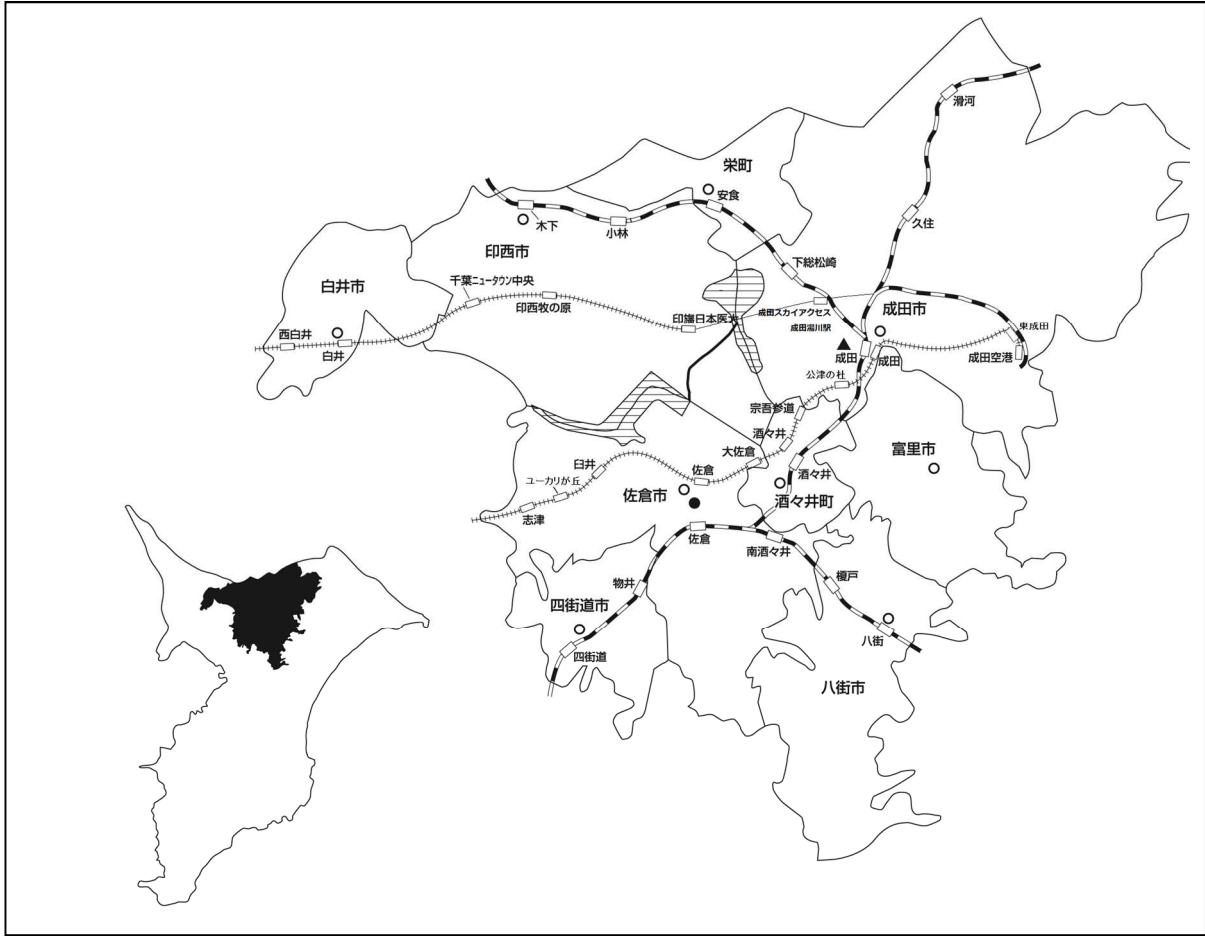 滑河
栄町
安食
木下
小林
久住
印西市
下総松崎
千葉ニュータウン中央
白井市
印西牧の原
印旛日本医大
成田スカイアクセス
成田湯川駅
成田市
東成田
西白井
白井
成田
成田
成田空港
公津の杜
宗吾参道
酒々井
富里市
大佐倉
臼井
佐倉
酒々井
ユーカリが丘
佐倉市
酒々井町
志津
佐倉
南酒々井
物井
榎戸
四街道市
八街
四街道
八街市